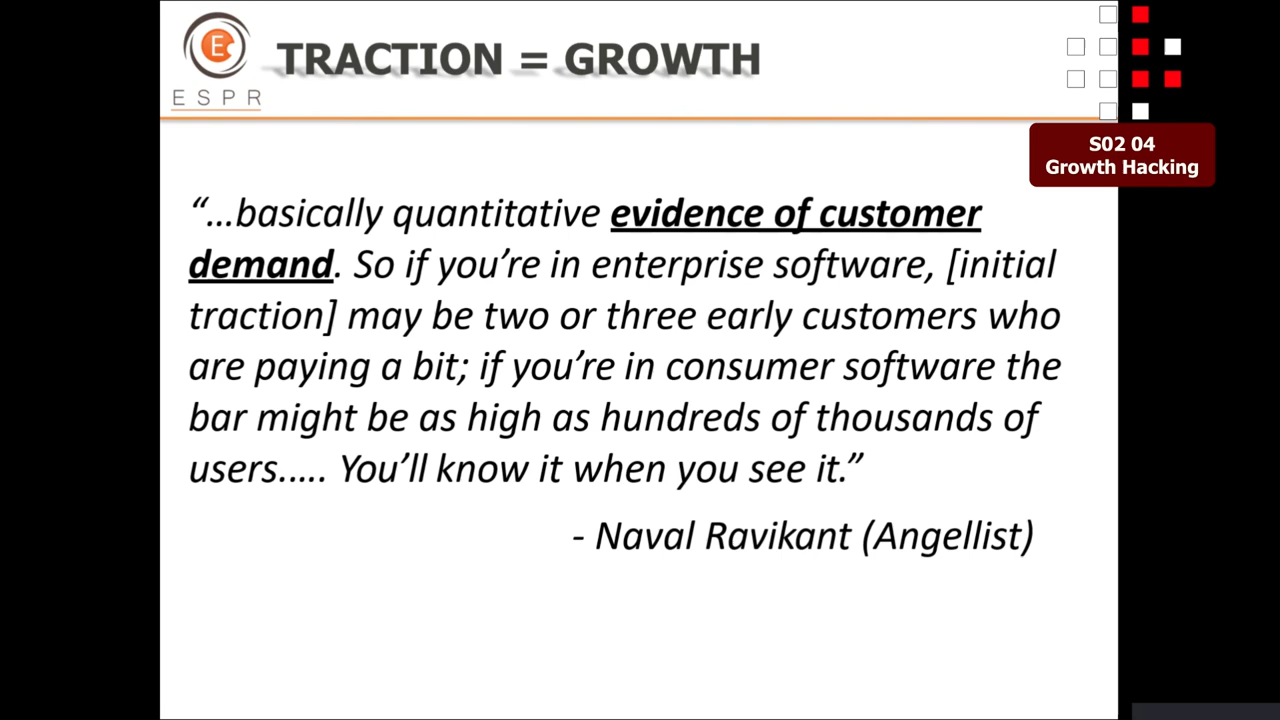 E
ESPR
TRACTION = GROWTH
S02 04
Growth Hacking
“…basically quantitative evidence of customer
demand. So if you’re in enterprise software, [initial
traction] may be two or three early customers who
are paying a bit; if you’re in consumer software the
bar might be as high as hundreds of thousands of
users….. You’ll know it when you see it.”
- Naval Ravikant (Angellist)